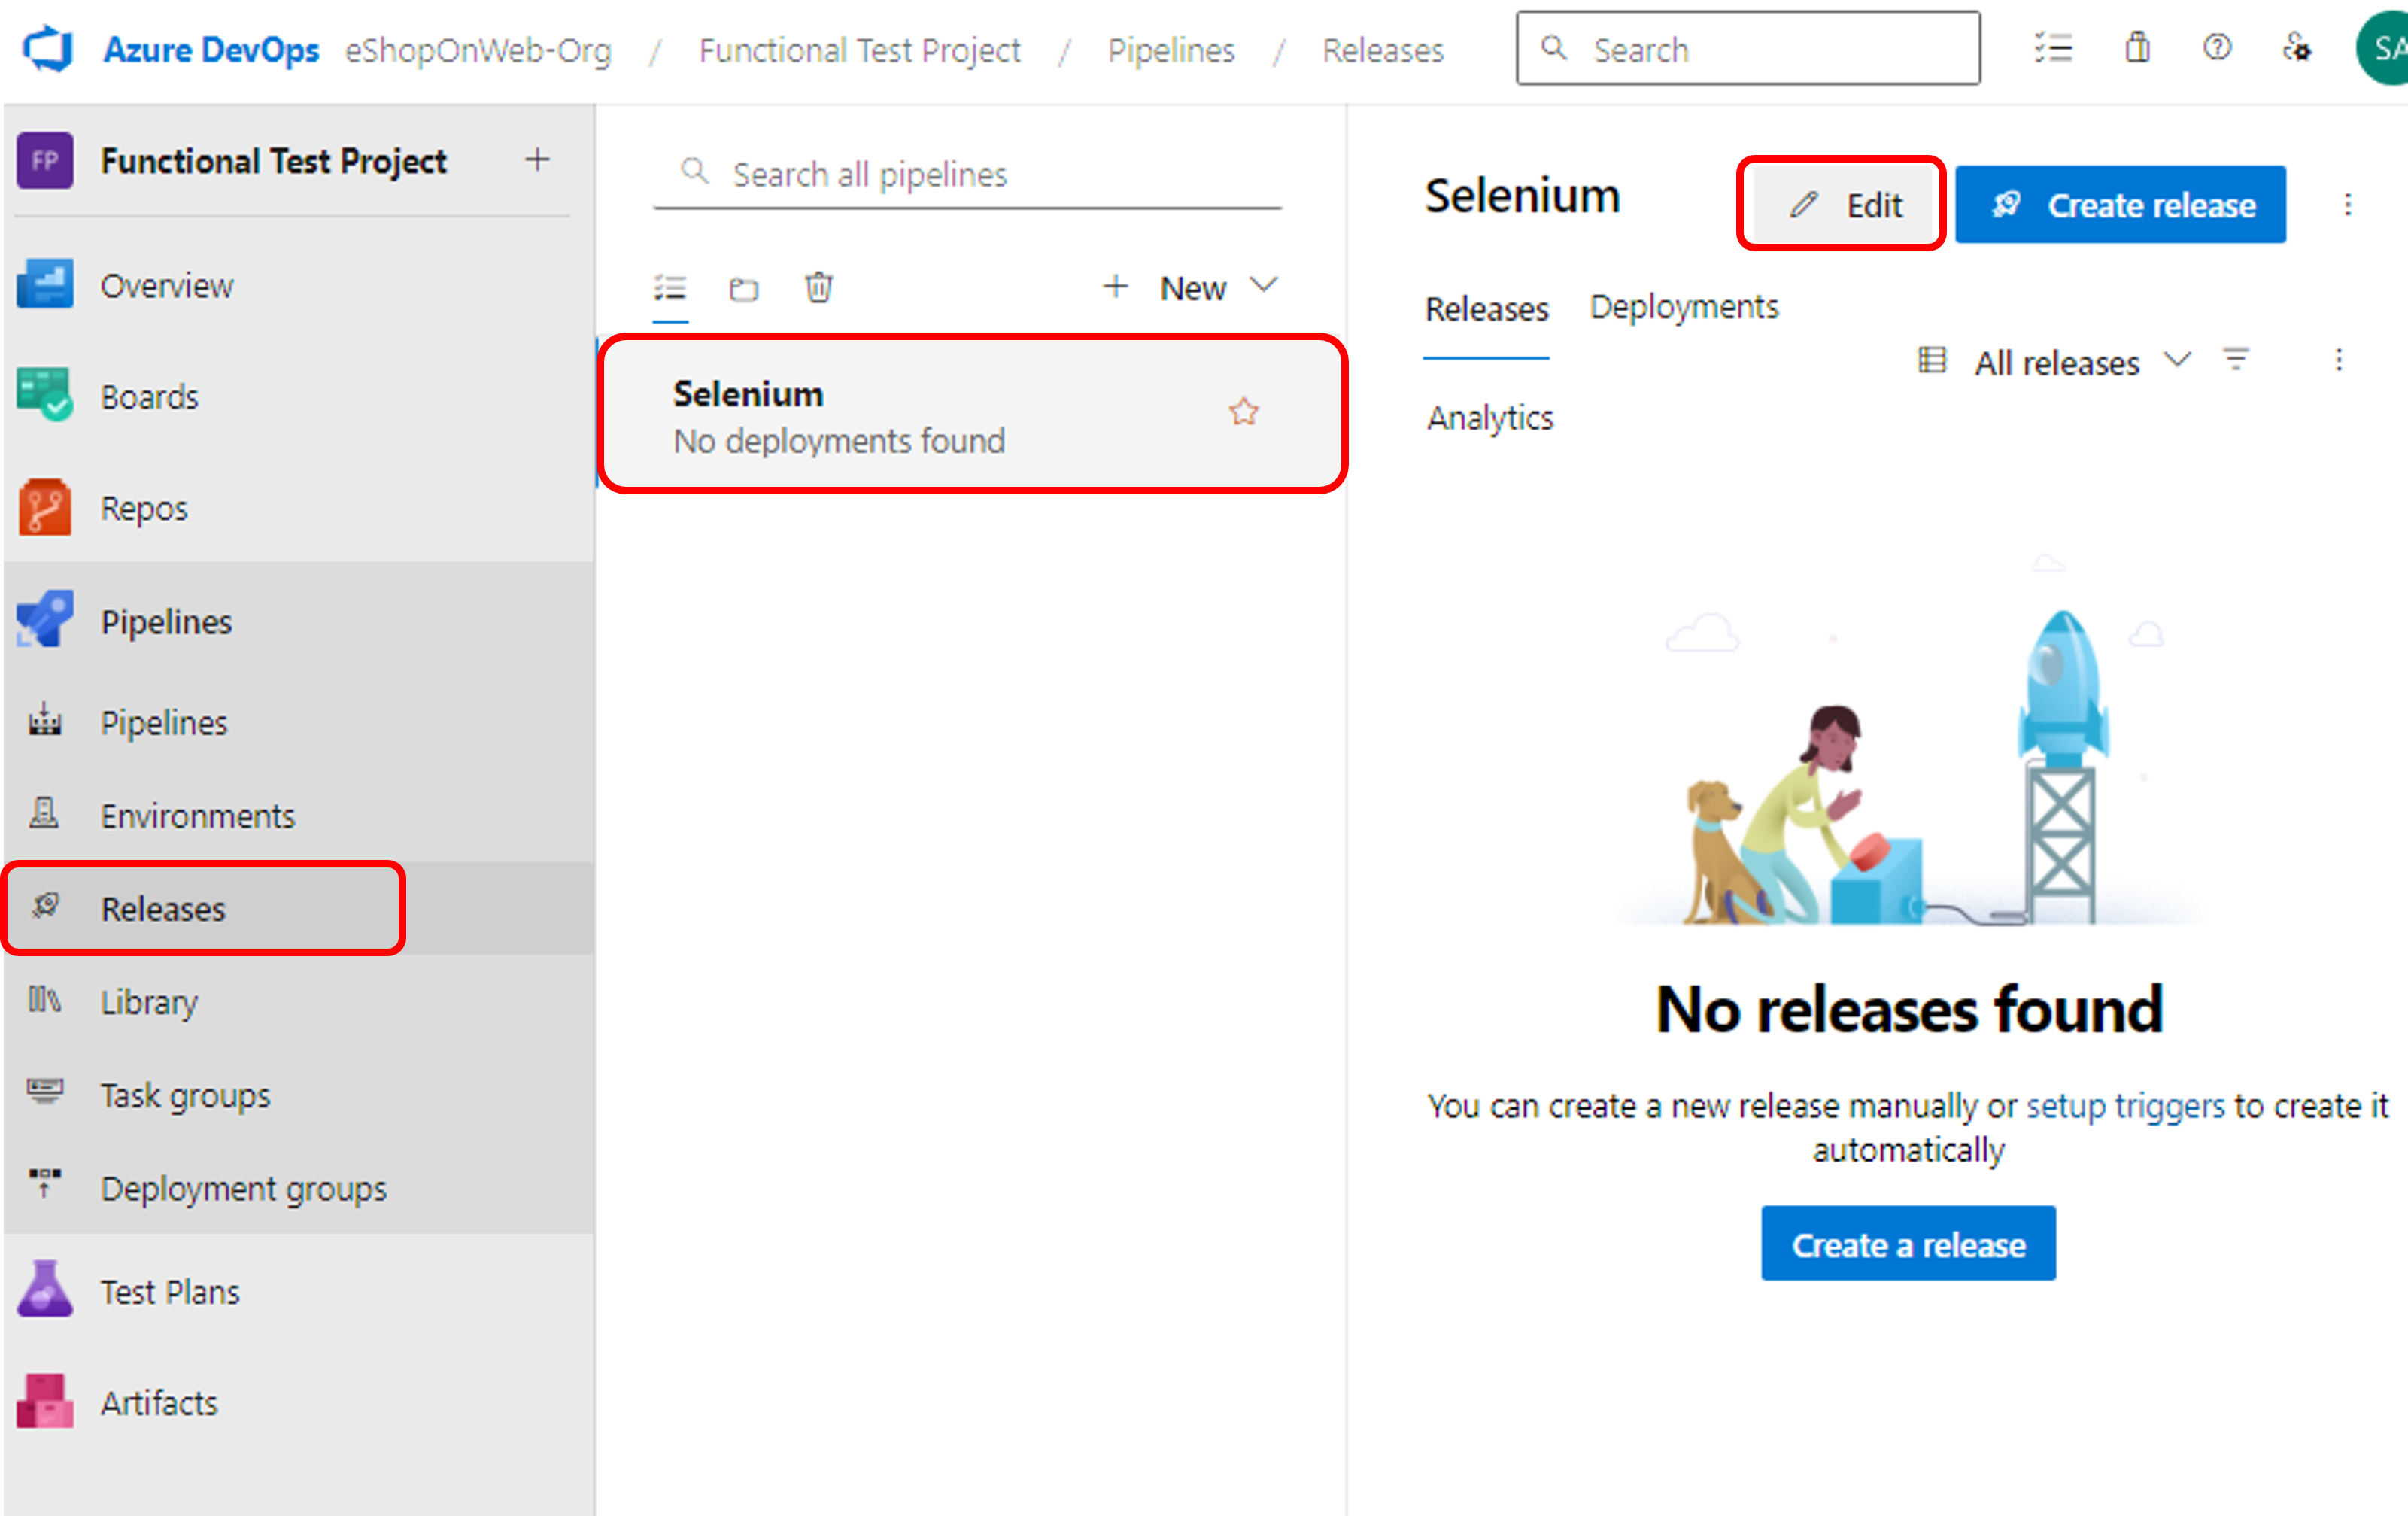 Azure DevOps eShopOnWeb-Org / Functional Test Project / Pipelines / Releases
Search
SA
FP
Functional Test Project
Overview
Boards
Repos
Pipelines
Pipelines
Environments
Releases
Library
Task groups
Deployment groups
Test Plans
Artifacts
Search all pipelines
New
Selenium
No deployments found
Selenium
Edit
Create release
Releases
Deployments
All releases
Analytics
No releases found
You can create a new release manually or setup triggers to create it
automatically
Create a release